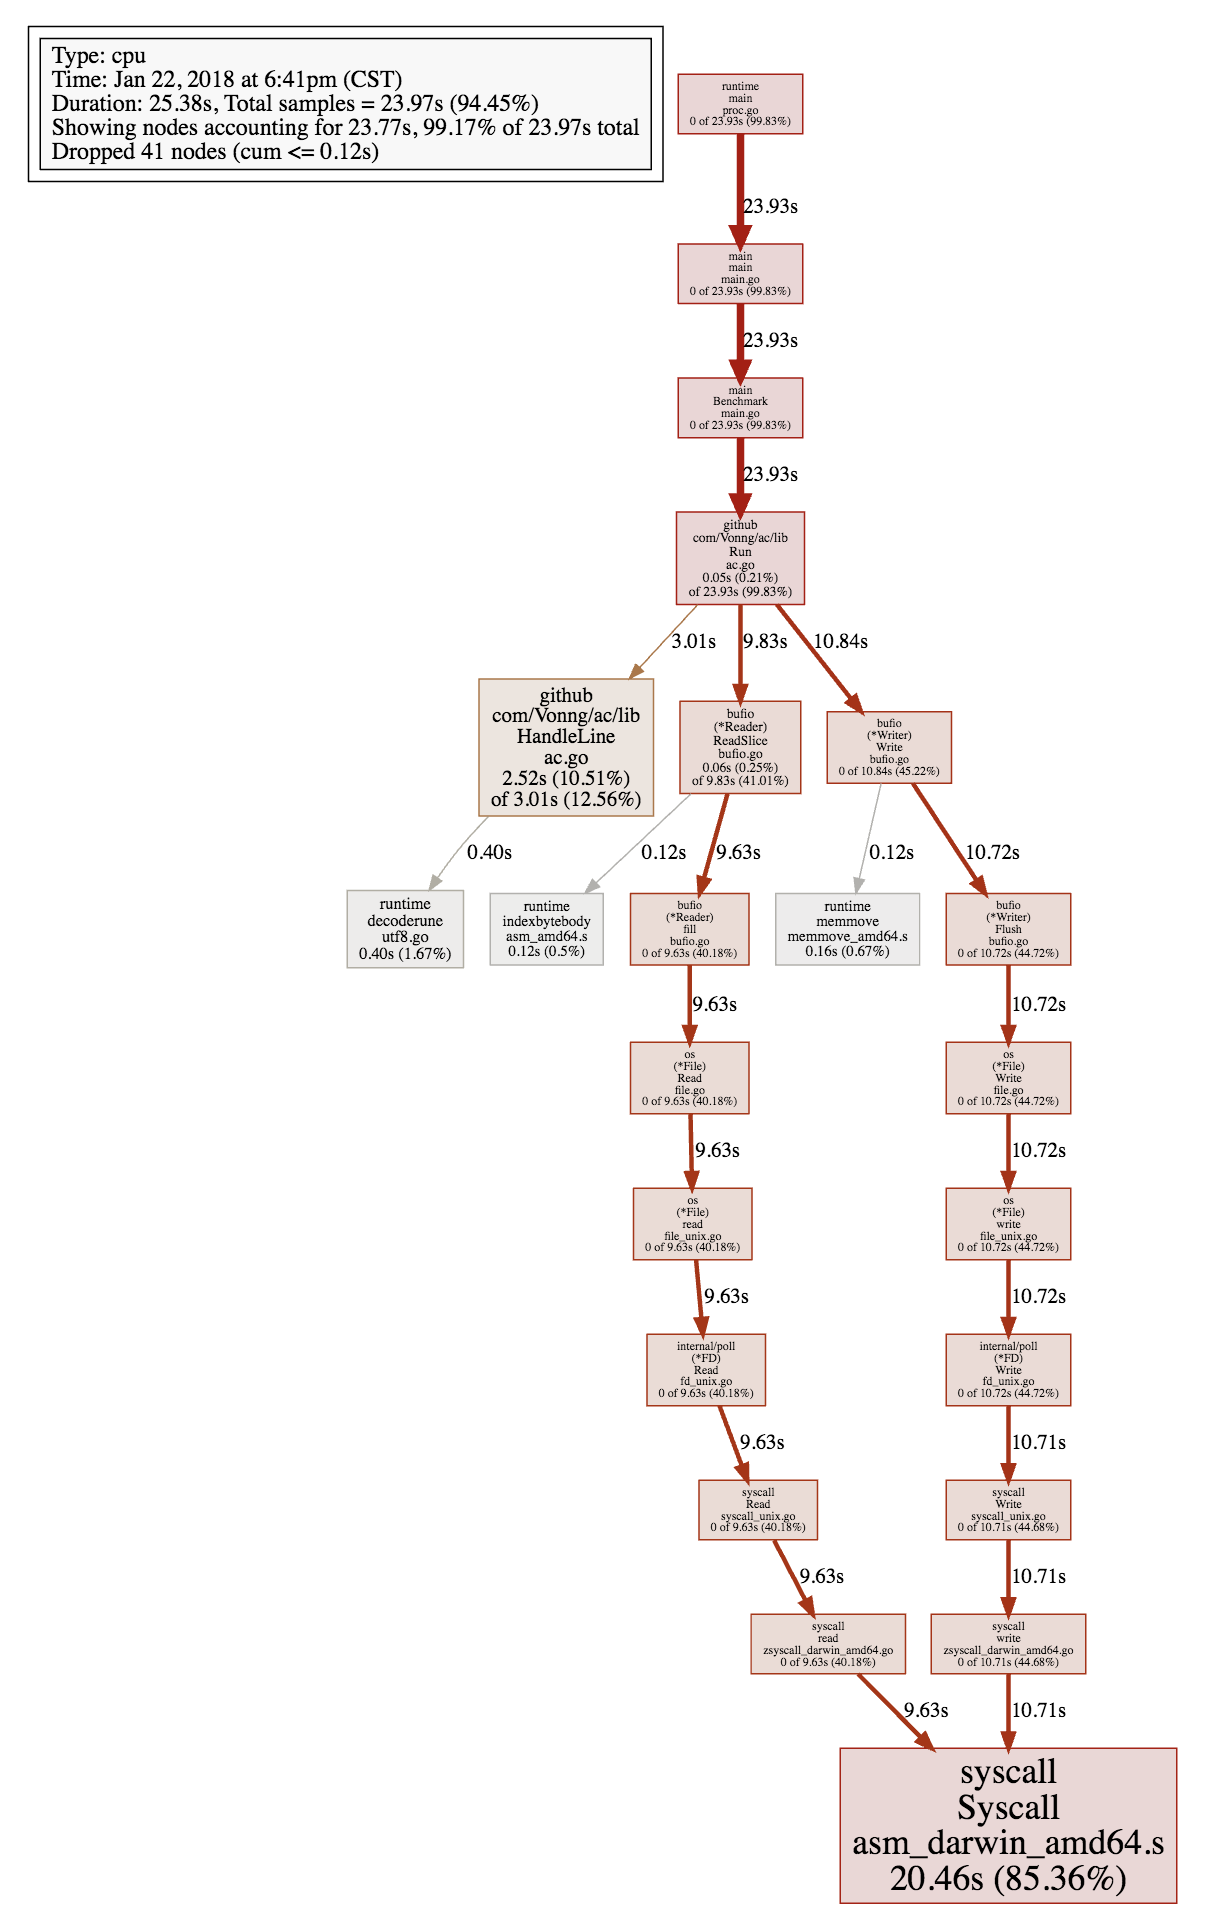 Type: cpu
Time: Jan 22, 2018 at 6:41pm (CST)
Duration: 25.38s, Total samples = 23.97s (94.45%)
Showing nodes accounting for 23.77s, 99.17% of 23.97s total
Dropped 41 nodes (cum <= 0.12s)
runtime
main
proc.go
0 of 23.93s (99.83%)
23.93s
main
main
main.go
0 of 23.93s (99.83%)
23.93s
main
Benchmark
main.go
0 of 23.93s (99.83%)
23.93s
github
com/Vonng/ac/lib
Run
ac.go
0.05s (0.21%)
of 23.93s (99.83%)
3.01s
9.83s
10.84s
github
com/Vonng/ac/lib
HandleLine
ac.go
2.52s (10.51%)
of 3.01s (12.56%)
bufio
(*Reader)
ReadSlice
bufio.go
0.06s (0.25%)
of 9.83s (41.01%)
bufio
(*Writer)
Write
bufio.go
0 of 10.84s (45.22%)
0.40s
0.12s
9.63s
0.12s
10.72s
runtime
decoderune
utf8.go
0.40s (1.67%)
runtime
indexbytebody
asm_amd64.s
0.12s (0.5%)
bufio
(*Reader)
fill
bufio.go
0 of 9.63s (40.18%)
runtime
memmove
memmove_amd64.s
0.16s (0.67%)
bufio
(*Writer)
Flush
bufio.go
0 of 10.72s (44.72%)
9.63s
10.72s
os
(*File)
Read
file.go
0 of 9.63s (40.18%)
os
(*File)
Write
file.go
0 of 10.72s (44.72%)
9.63s
10.72s
os
(*File)
read
file_unix.go
0 of 9.63s (40.18%)
os
(*File)
write
file_unix.go
0 of 10.72s (44.72%)
9.63s
10.72s
internal/poll
(*FD)
Read
fd_unix.go
0 of 9.63s (40.18%)
internal/poll
(*FD)
Write
fd_unix.go
0 of 10.72s (44.72%)
9.63s
10.71s
syscall
Read
syscall_unix.go
0 of 9.63s (40.18%)
syscall
Write
syscall_unix.go
0 of 10.71s (44.68%)
9.63s
10.71s
syscall
read
zsyscall_darwin_amd64.go
0 of 9.63s (40.18%)
syscall
write
zsyscall_darwin_amd64.go
0 of 10.71s (44.68%)
9.63s
10.71s
syscall
Syscall
asm_darwin_amd64.s
20.46s (85.36%)